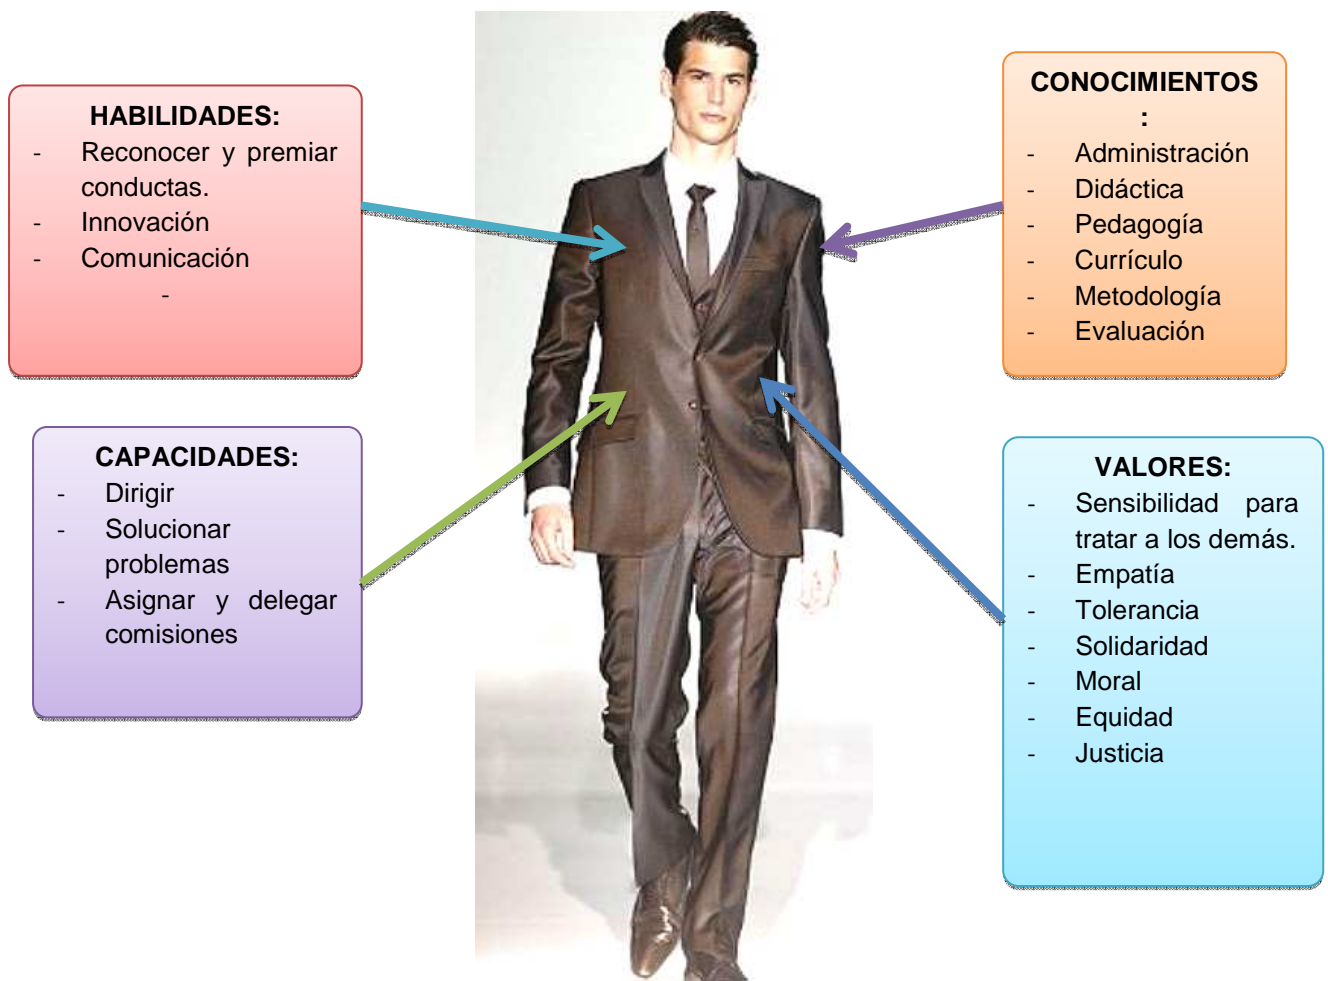 HABILIDADES:
- Reconocer y premiar
conductas.
- Innovación
- Comunicación
-
CAPACIDADES:
- Dirigir
- Solucionar
problemas
- Asignar y delegar
comisiones
CONOCIMIENTOS
:
- Administración
- Didáctica
- Pedagogía
- Currículo
- Metodología
- Evaluación
VALORES:
- Sensibilidad para
tratar a los demás.
- Empatía
- Tolerancia
- Solidaridad
- Moral
- Equidad
- Justicia